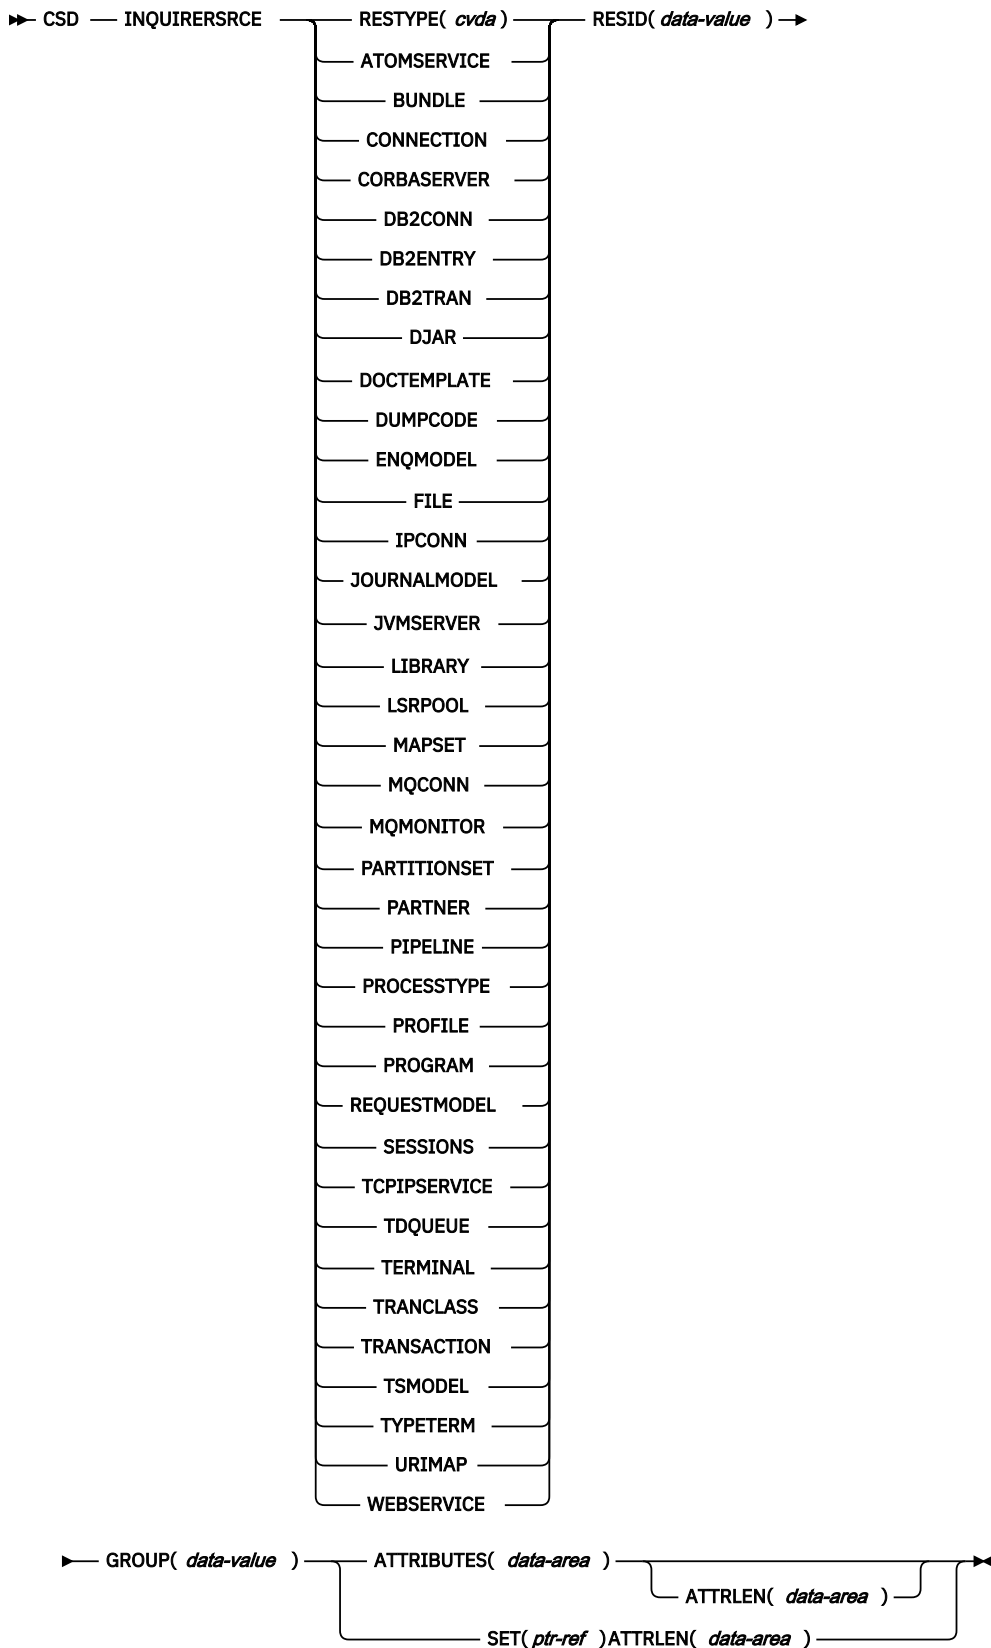 CSD INQUIRERSRCE RESTYPE( cvda ) RESID( data-value )
ATOMSERVICE
BUNDLE
CONNECTION
CORBASERVER
DB2CONN
DB2ENTRY
DB2TRAN
DJAR
DOCTEMPLATE
DUMPCODE
ENQMODEL
FILE
IPCONN
JOURNALMODEL
JVMSERVER
LIBRARY
LSRPOOL
MAPSET
MQCONN
MQMONITOR
PARTITIONSET
PARTNER
PIPELINE
PROCESSTYPE
PROFILE
PROGRAM
REQUESTMODEL
SESSIONS
TCPIPSERVICE
TDQUEUE
TERMINAL
TRANCLASS
TRANSACTION
TSMODEL
TYPETERM
URIMAP
WEBSERVICE
GROUP( data-value ) ATTRIBUTES( data-area )
ATTRLEN( data-area )
SET( ptr-ref )ATTRLEN( data-area )